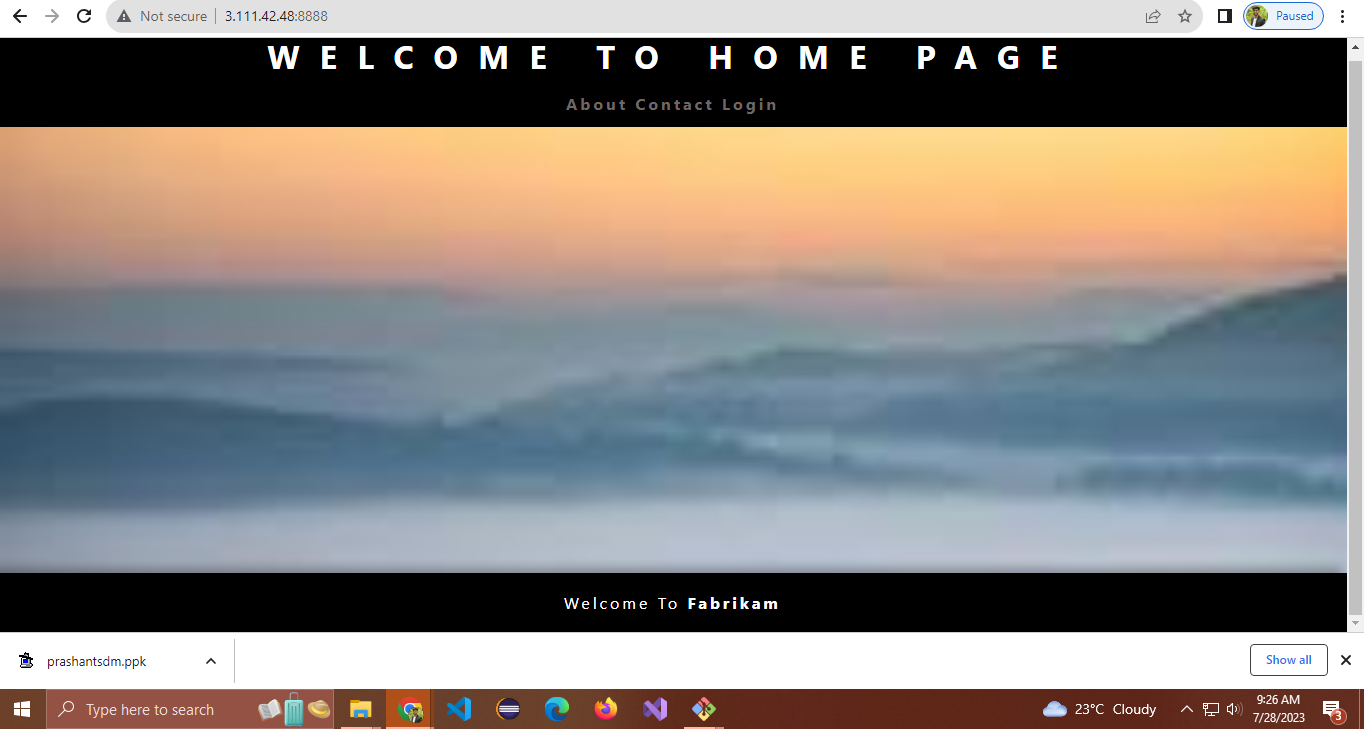 Not secure 3.111.42.48:8888 Paused
WELCOME TO HOME PAGE
About Contact Login
Welcome To Fabrikam
prashantsdm.ppk Show all
Type here to search 23°C Cloudy 9:26 AM
7/28/2023 3